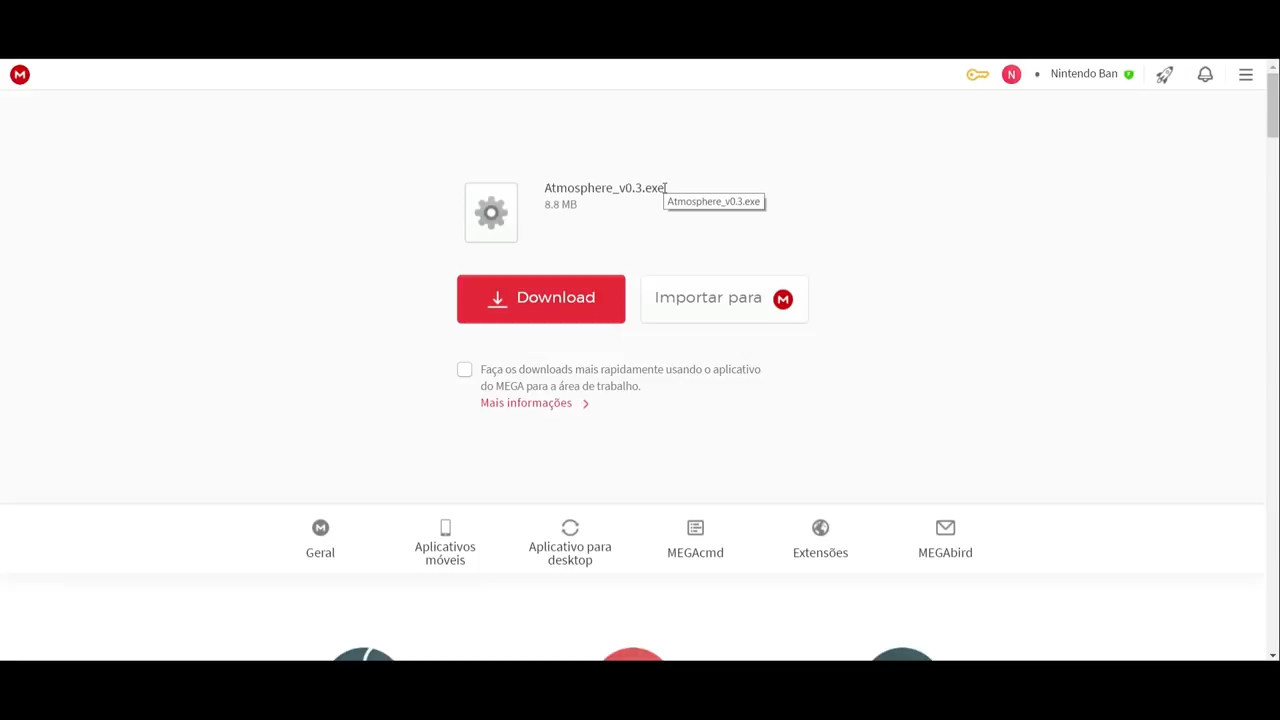 M
N
Nintendo Ban
Atmosphere_v0.3.exe
Atmosphere_v0.3.exe
8.8 MB
Download
Importar para M
Faça os downloads mais rapidamente usando o aplicativo
do MEGA para a área de trabalho.
Mais informações
M
Geral
Aplicativos
móveis
Aplicativo para
desktop
MEGAcmd
Extensões
MEGAbird